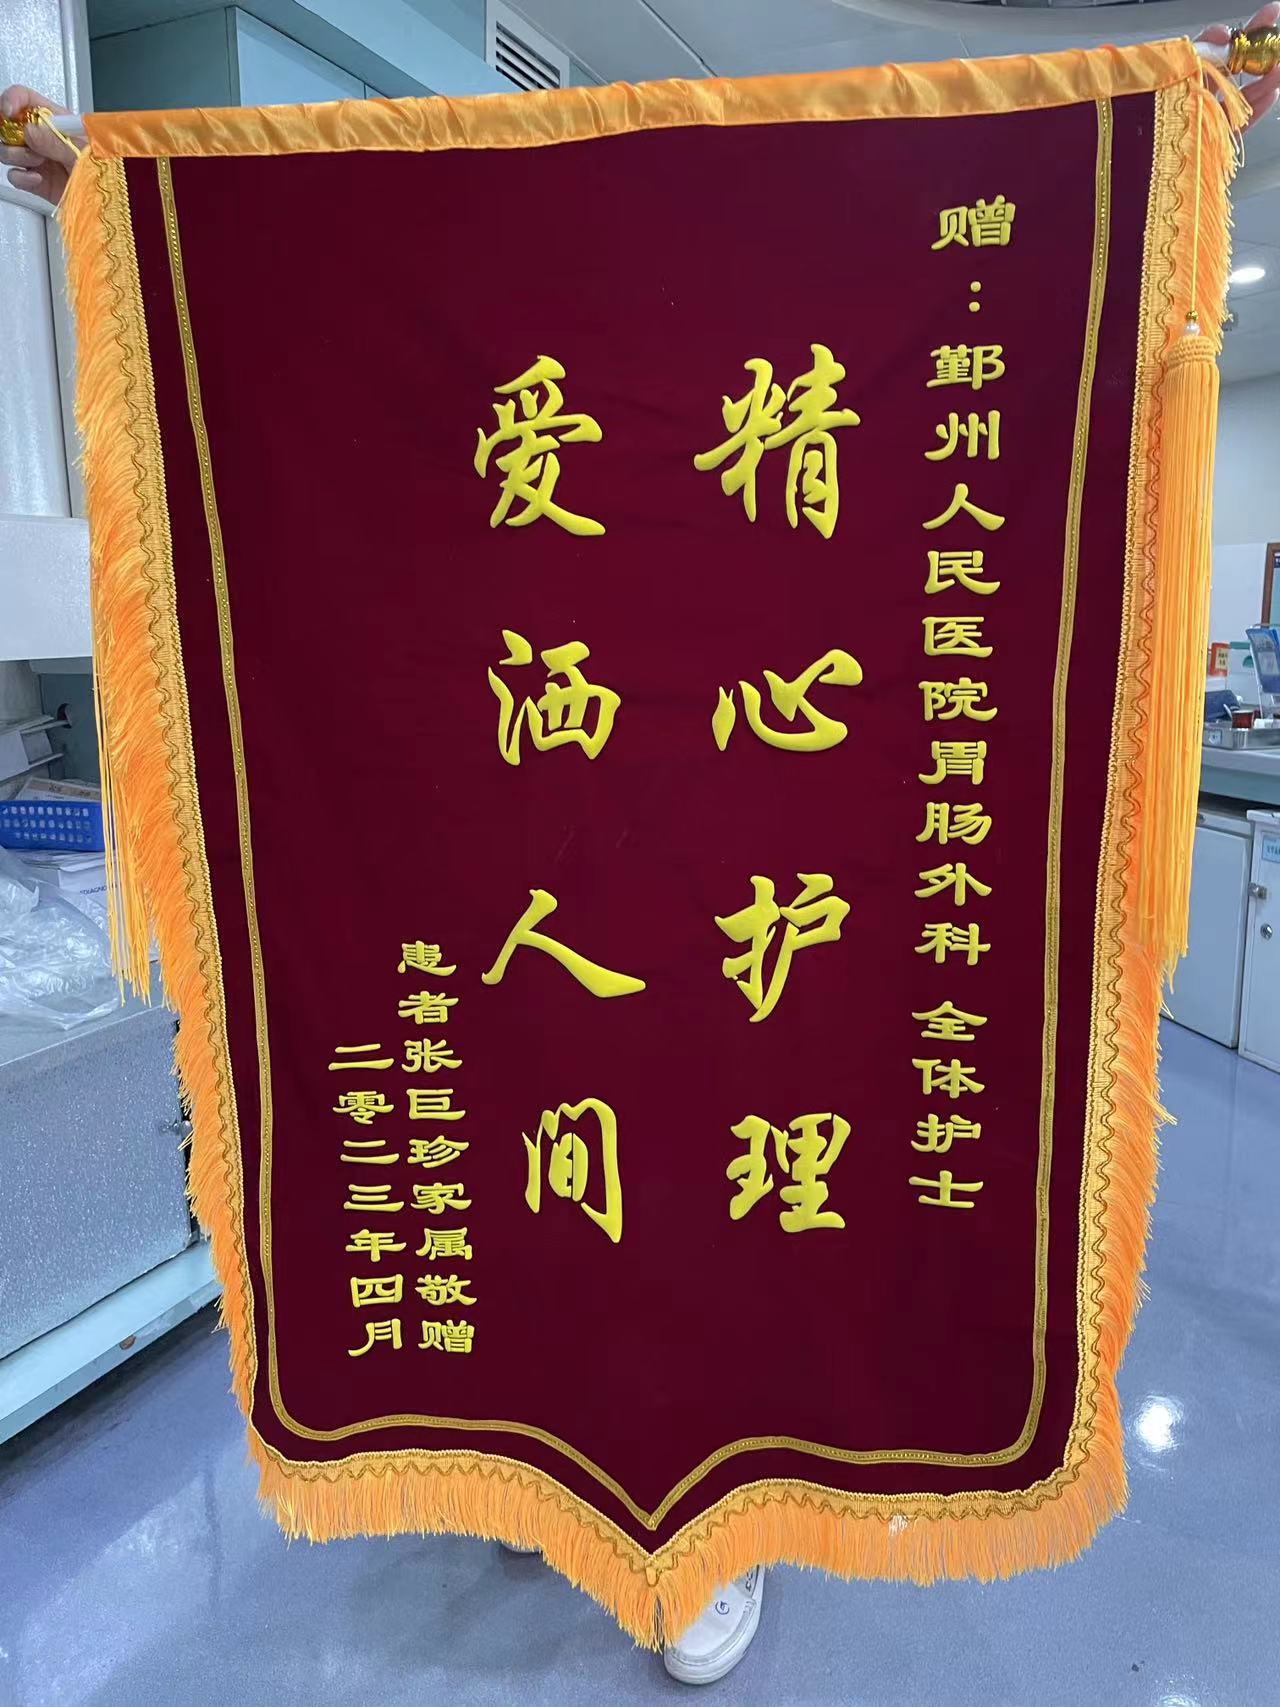 赠：鄞州人民医院胃肠外科 全体护士
精心护理
爱洒人间
患者张巨珍家属敬赠
二零二三年四月